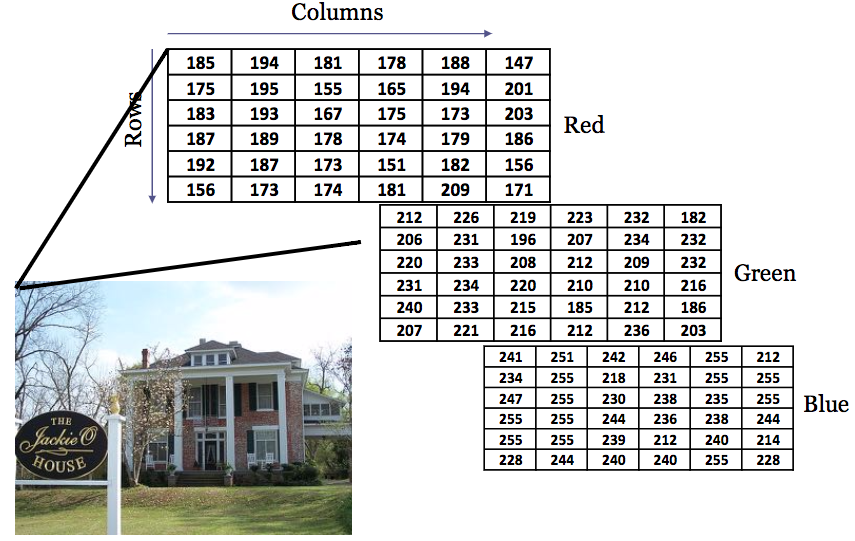 Columns
Rows
185 194 181 178 188 147
175 195 155 165 194 201
183 193 167 175 173 203
187 189 178 174 179 186
192 187 173 151 182 156
156 173 174 181 209 171
Red
212 226 219 223 232 182
206 231 196 207 234 232
220 233 208 212 209 232
231 234 220 210 210 216
240 233 215 185 212 186
207 221 216 212 236 203
Green
241 251 242 246 255 212
234 255 218 231 255 255
247 255 230 238 235 255
255 255 244 236 238 244
255 255 239 212 240 214
228 244 240 240 255 228
Blue
THE
Jackie O
HOUSE